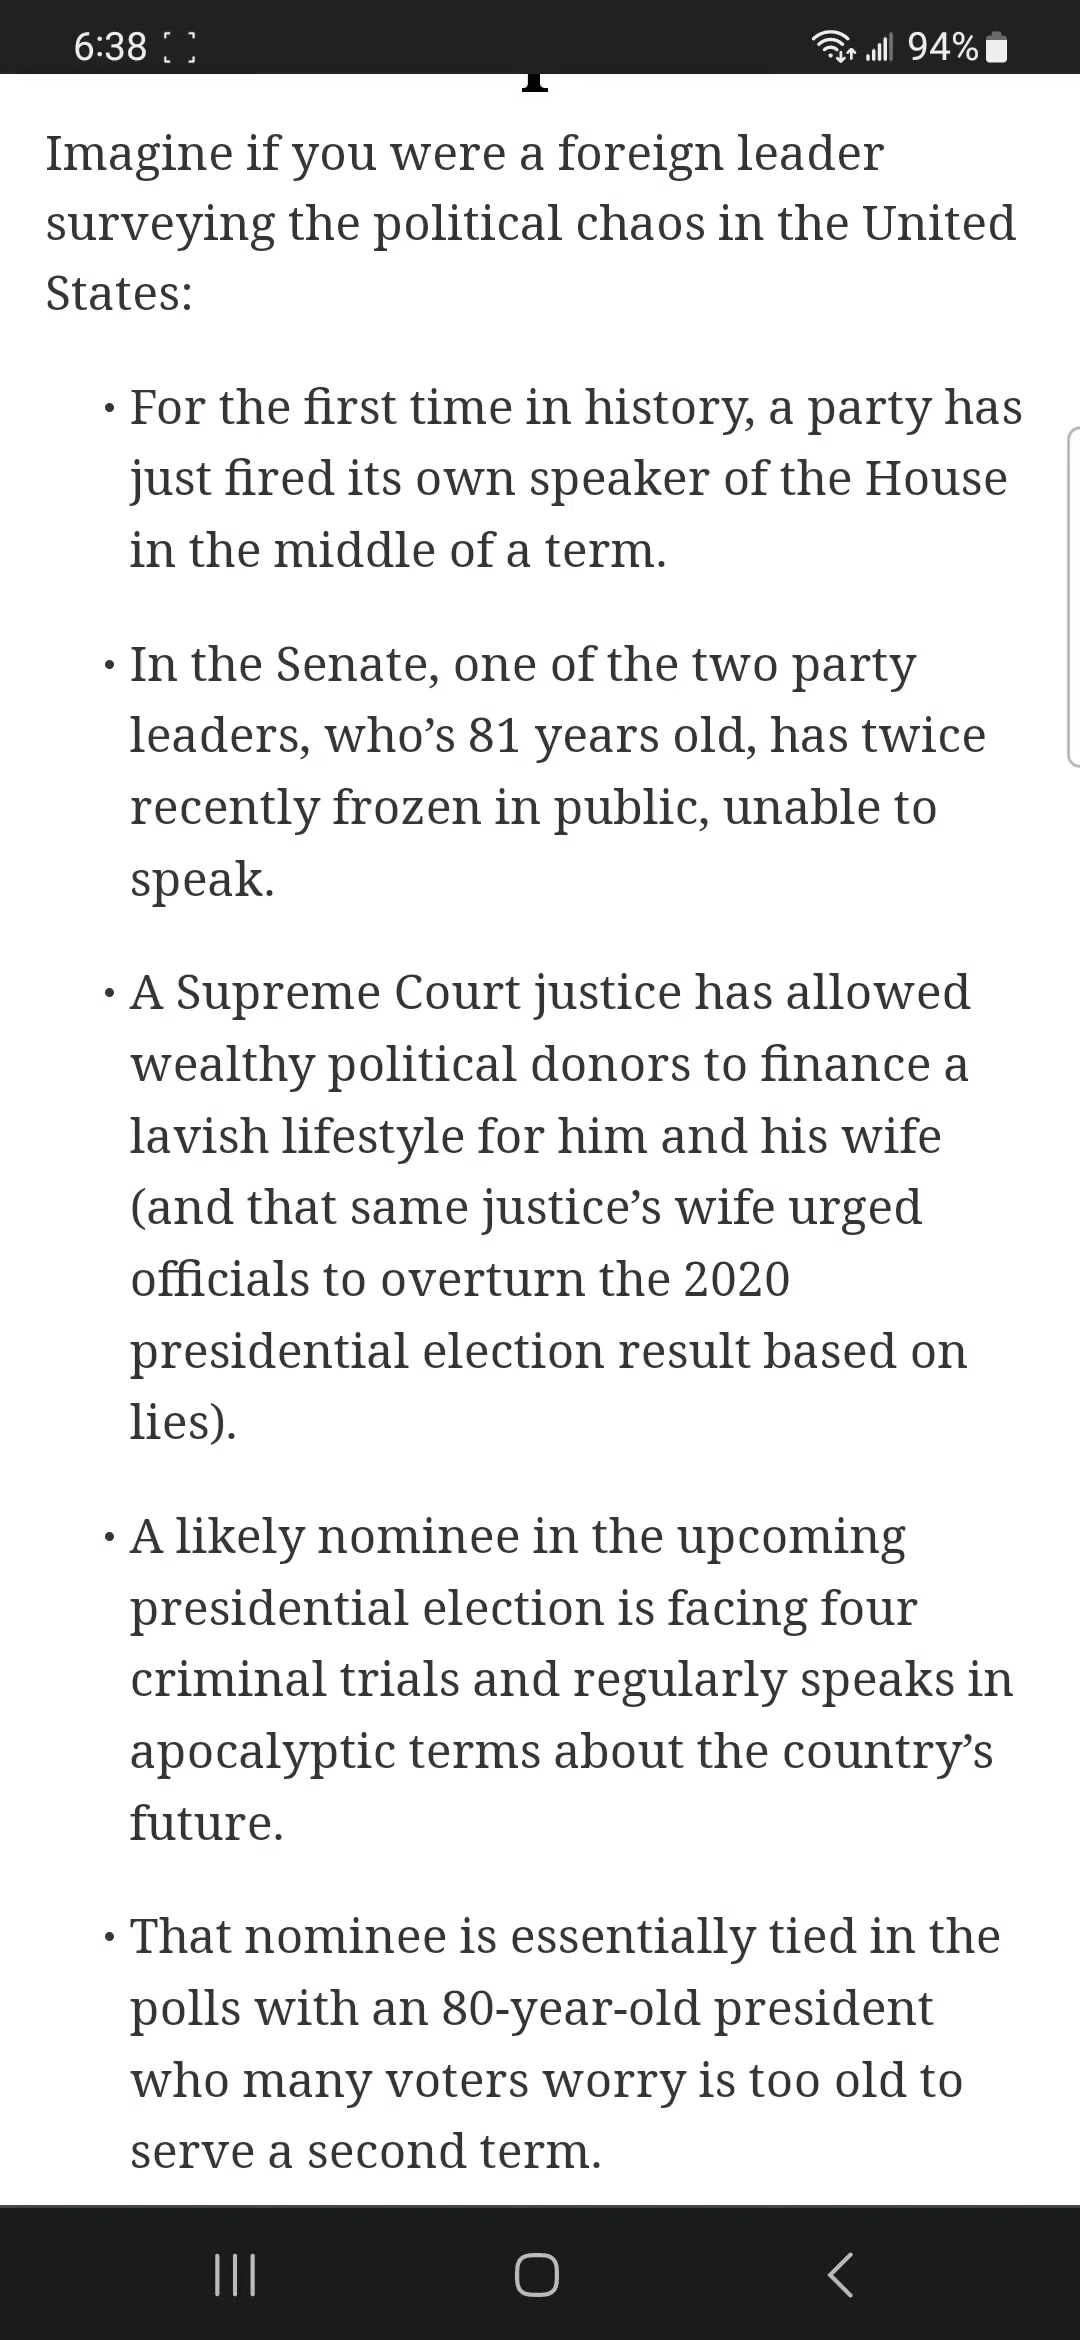 6:38
94%
Imagine if you were a foreign leader
surveying the political chaos in the United
States:
• For the first time in history, a party has
just fired its own speaker of the House
in the middle of a term.
• In the Senate, one of the two party
leaders, who’s 81 years old, has twice
recently frozen in public, unable to
speak.
• A Supreme Court justice has allowed
wealthy political donors to finance a
lavish lifestyle for him and his wife
(and that same justice’s wife urged
officials to overturn the 2020
presidential election result based on
lies).
• A likely nominee in the upcoming
presidential election is facing four
criminal trials and regularly speaks in
apocalyptic terms about the country’s
future.
• That nominee is essentially tied in the
polls with an 80-year-old president
who many voters worry is too old to
serve a second term.